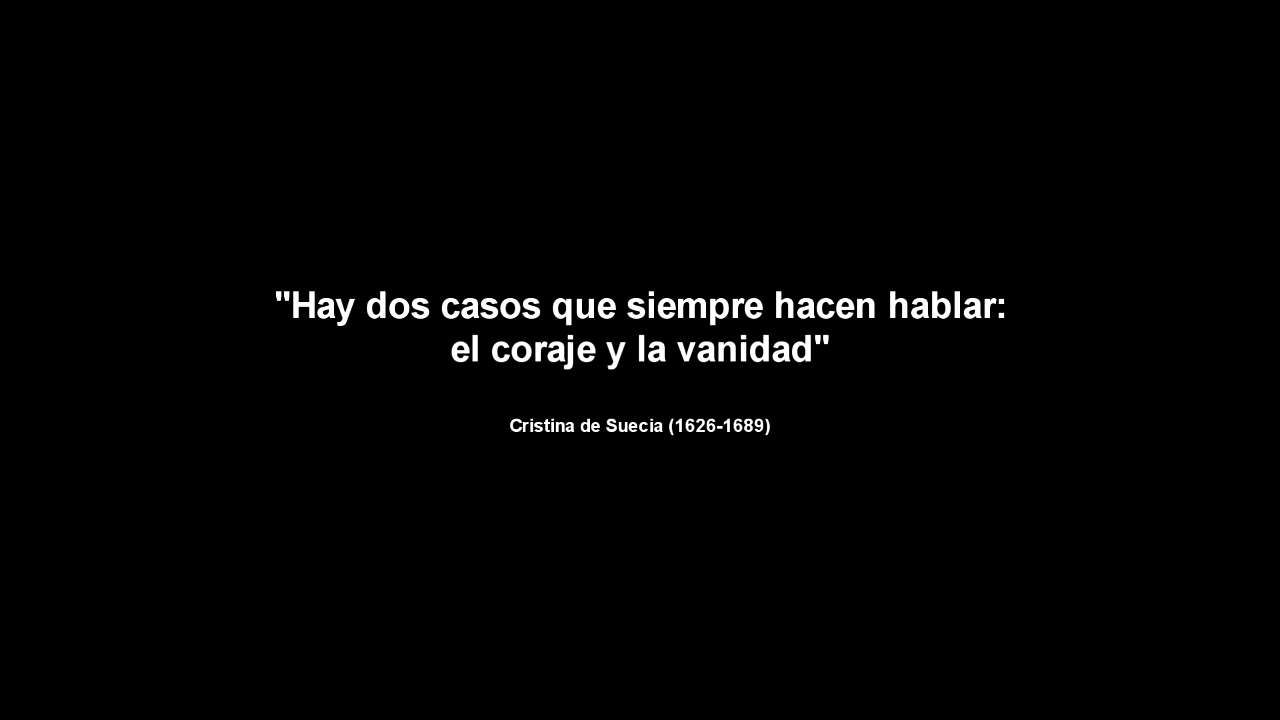 "Hay dos casos que siempre hacen hablar:
el coraje y la vanidad"
Cristina de Suecia (1626-1689)